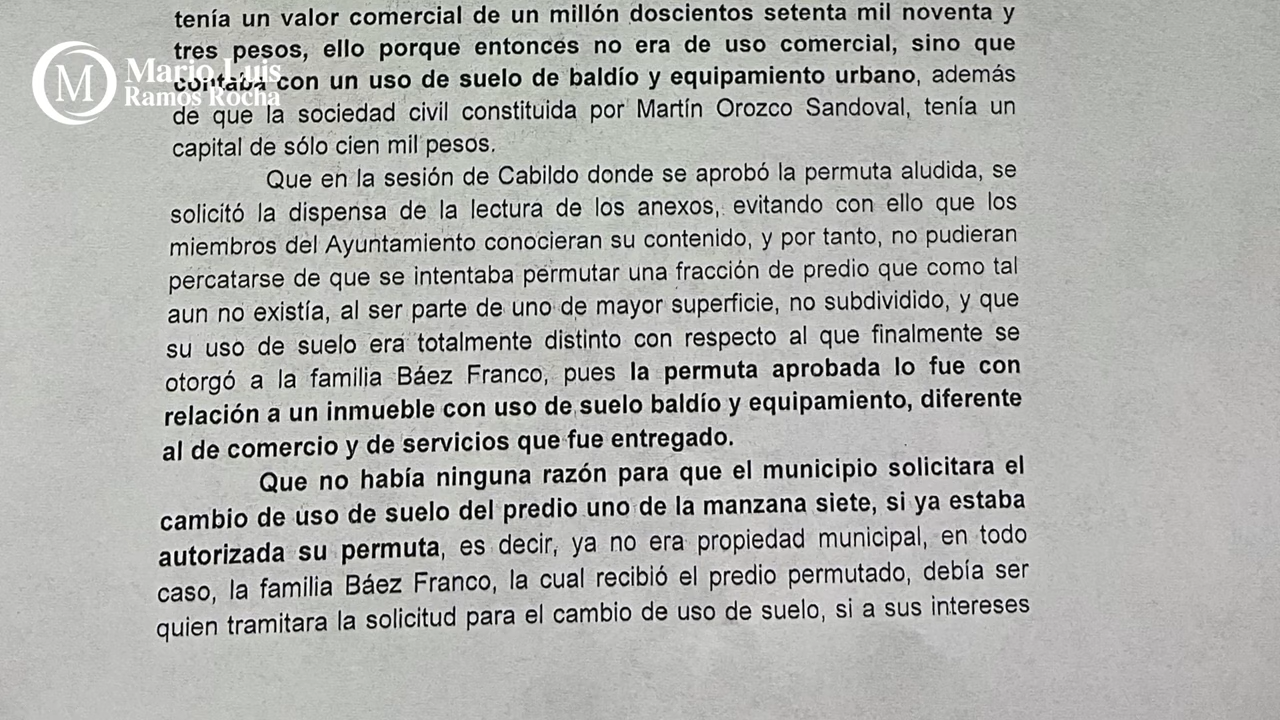 tenía un valor comercial de un millón doscientos setenta mil noventa y
tres pesos, ello porque entonces no era de uso comercial, sino que
contaba con un uso de suelo de baldío y equipamiento urbano, además
de que la sociedad civil constituida por Martín Orozco Sandoval, tenía un
capital de sólo cien mil pesos.
Que en la sesión de Cabildo donde se aprobó la permuta aludida, se
solicitó la dispensa de la lectura de los anexos, evitando con ello que los
miembros del Ayuntamiento conocieran su contenido, y por tanto, no pudieran
percatarse de que se intentaba permutar una fracción de predio que como tal
aun no existía, al ser parte de uno de mayor superficie, no subdividido, y que
su uso de suelo era totalmente distinto con respecto al que finalmente se
otorgó a la familia Báez Franco, pues la permuta aprobada lo fue con
relación a un inmueble con uso de suelo baldío y equipamiento, diferente
al de comercio y de servicios que fue entregado.
Que no había ninguna razón para que el municipio solicitara el
cambio de uso de suelo del predio uno de la manzana siete, si ya estaba
autorizada su permuta, es decir, ya no era propiedad municipal, en todo
caso, la familia Báez Franco, la cual recibió el predio permutado, debía ser
quien tramitara la solicitud para el cambio de uso de suelo, si a sus intereses
M
Mario Luis
Ramos Rocha